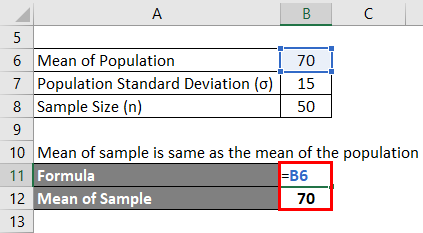 A B C
5
6 Mean of Population 70
7 Population Standard Deviation (σ) 15
8 Sample Size (n) 50
9
10 Mean of sample is same as the mean of the population
11 Formula =B6
12 Mean of Sample 70
13